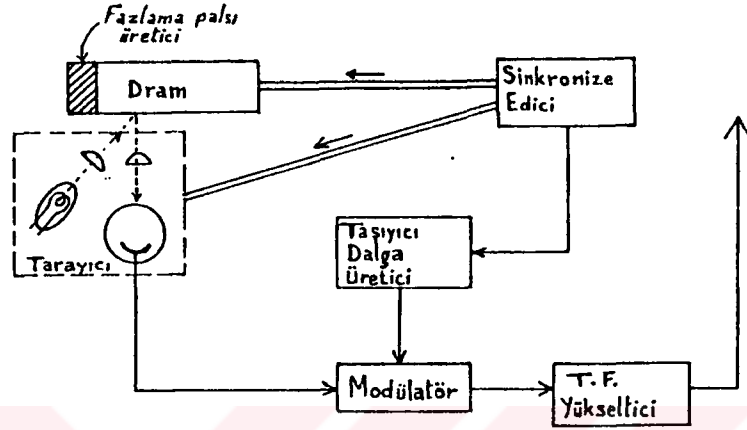 Fazlama palsı
üretici
Dram
Sinkronize
Edici
Tarayıcı
Taşıyıcı
Dalga
Üretici
Modülatör
T.F.
Yükseltici